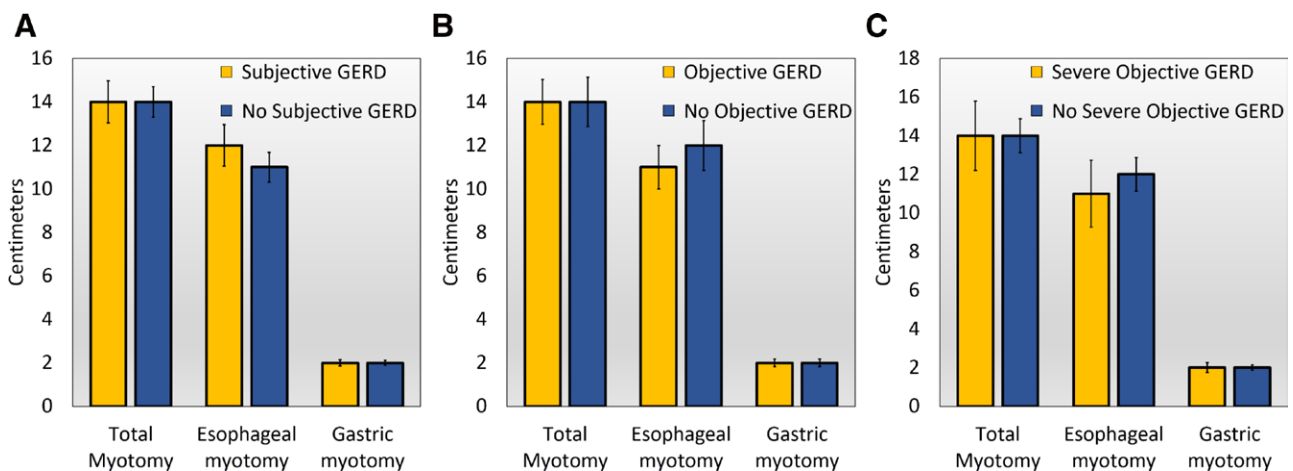 A
Centimeters
16
14
12
10
8
6
4
2
0
Subjective GERD
No Subjective GERD
Total
Myotomy
Esophageal
myotomy
Gastric
myotomy
B
Centimeters
16
14
12
10
8
6
4
2
0
Objective GERD
No Objective GERD
Total
Myotomy
Esophageal
myotomy
Gastric
myotomy
C
Centimeters
18
16
14
12
10
8
6
4
2
0
Severe Objective GERD
No Severe Objective GERD
Total
Myotomy
Esophageal
myotomy
Gastric
myotomy